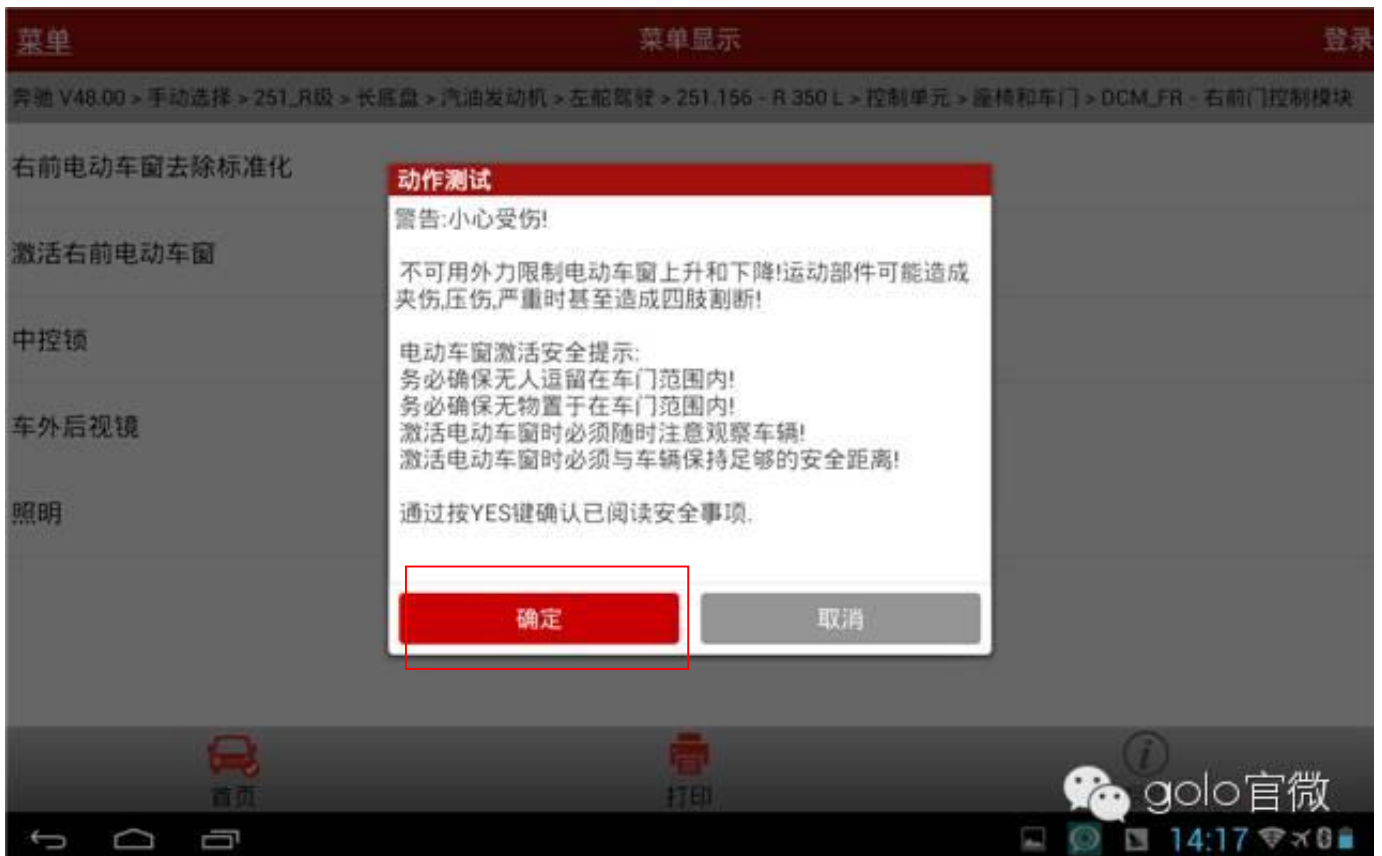 菜单 菜单显示 登录
奔驰 V48.00 > 手动选择 > 251_R级 > 长底盘 > 汽油发动机 > 左舵驾驶 > 251.156 - R 350 L > 控制单元 > 座椅和车门 > DCM_FR - 右前门控制模块
右前电动车窗去除标准化
激活右前电动车窗
中控锁
车外后视镜
照明
动作测试
警告:小心受伤!
不可用外力限制电动车窗上升和下降!运动部件可能造成
夹伤,压伤,严重时甚至造成四肢割断!
电动车窗激活安全提示:
务必确保无人逗留在车门范围内!
务必确保无物置于在车门范围内!
激活电动车窗时必须随时注意观察车辆!
激活电动车窗时必须与车辆保持足够的安全距离!
通过按YES键确认已阅读安全事项.
确定 取消
首页 打印
golo官微
14:17